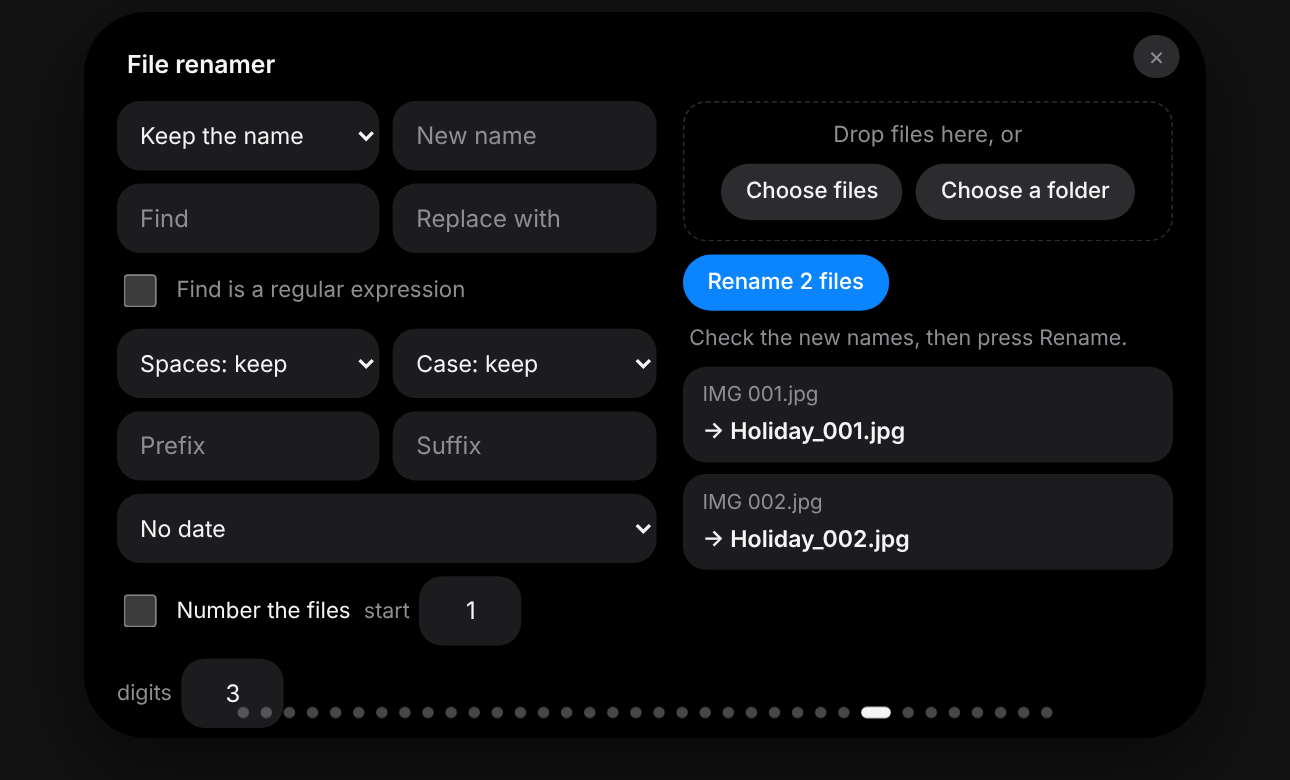 File renamer
×
Keep the name
New name
Find
Replace with
Find is a regular expression
Spaces: keep
Case: keep
Prefix
Suffix
No date
Number the files start 1
digits 3
Drop files here, or
Choose files
Choose a folder
Rename 2 files
Check the new names, then press Rename.
IMG 001.jpg
→ Holiday_001.jpg
IMG 002.jpg
→ Holiday_002.jpg